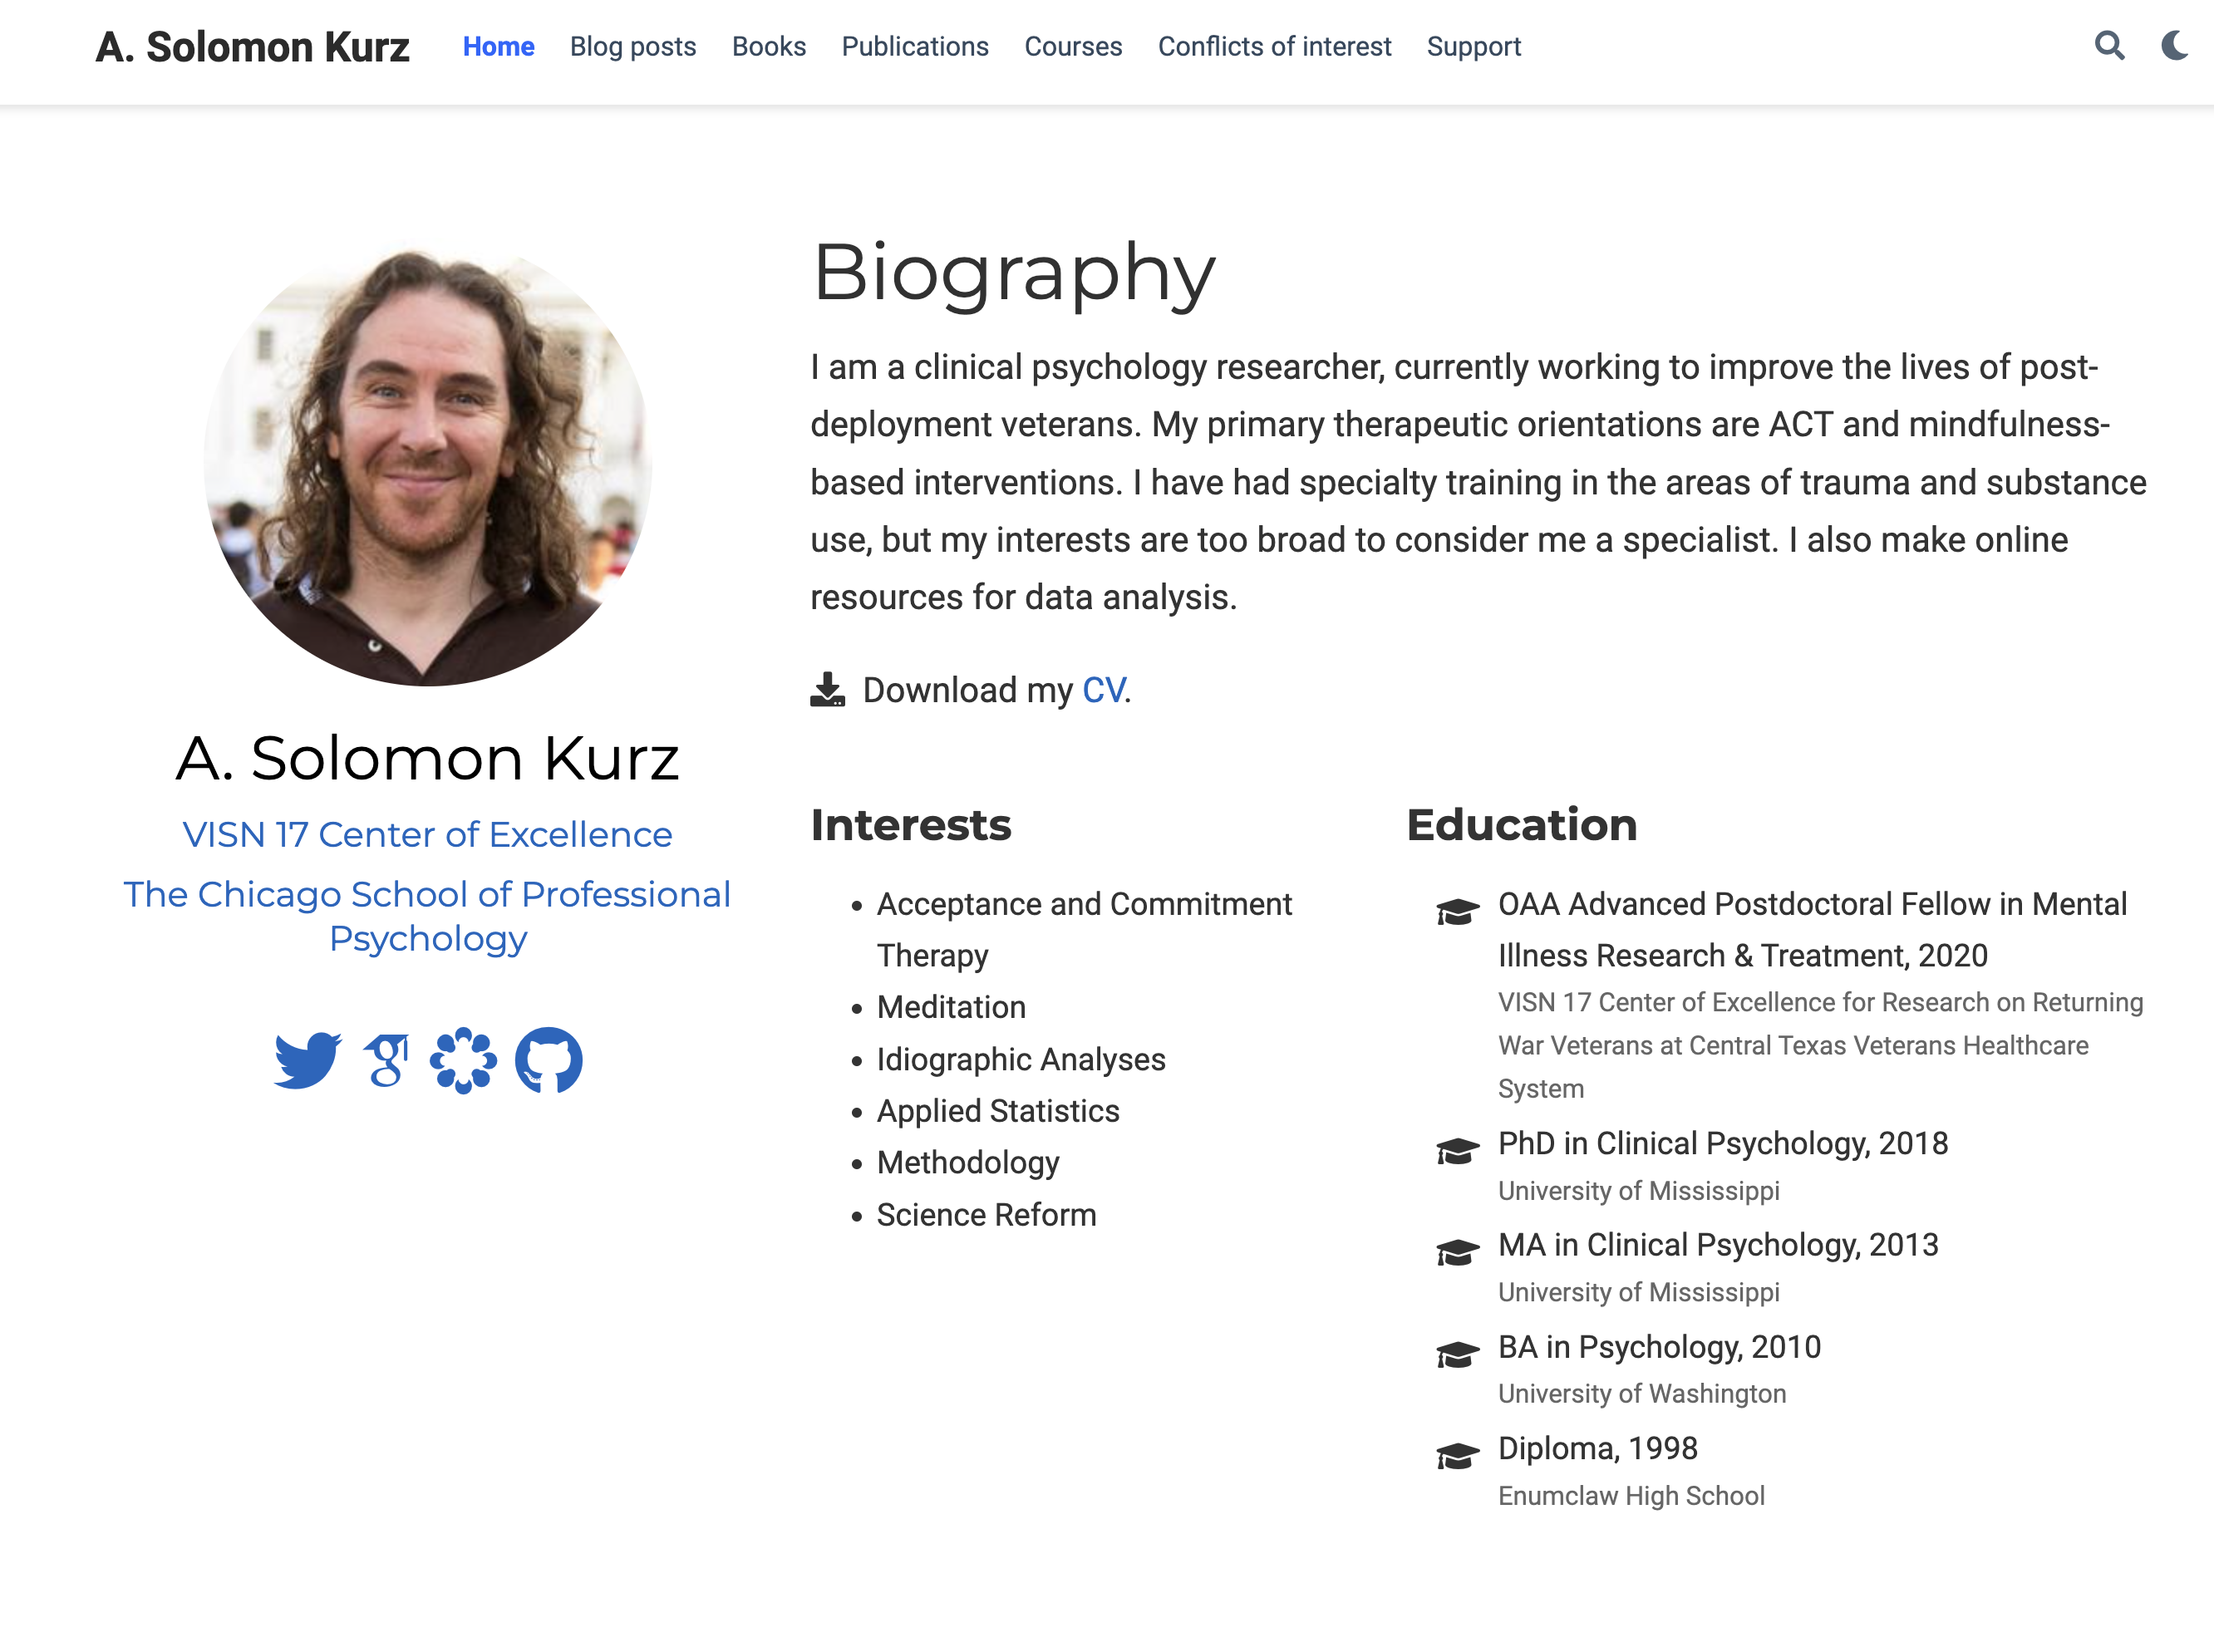 A. Solomon Kurz
Home
Blog posts
Books
Publications
Courses
Conflicts of interest
Support
Biography
I am a clinical psychology researcher, currently working to improve the lives of post-
deployment veterans. My primary therapeutic orientations are ACT and mindfulness-
based interventions. I have had specialty training in the areas of trauma and substance
use, but my interests are too broad to consider me a specialist. I also make online
resources for data analysis.
Download my CV.
A. Solomon Kurz
VISN 17 Center of Excellence
The Chicago School of Professional
Psychology
Interests
Acceptance and Commitment
Therapy
Meditation
Idiographic Analyses
Applied Statistics
Methodology
Science Reform
Education
OAA Advanced Postdoctoral Fellow in Mental
Illness Research & Treatment, 2020
VISN 17 Center of Excellence for Research on Returning
War Veterans at Central Texas Veterans Healthcare
System
PhD in Clinical Psychology, 2018
University of Mississippi
MA in Clinical Psychology, 2013
University of Mississippi
BA in Psychology, 2010
University of Washington
Diploma, 1998
Enumclaw High School